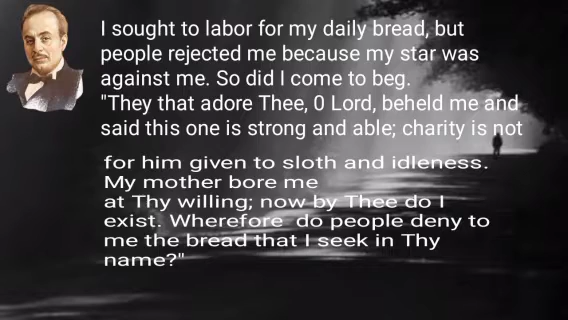 I sought to labor for my daily bread, but
people rejected me because my star was
against me. So did I come to beg.
"They that adore Thee, 0 Lord, beheld me and
said this one is strong and able; charity is not
for him given to sloth and idleness.
My mother bore me
at Thy willing; now by Thee do I
exist. Wherefore do people deny to
me the bread that I seek in Thy
name?"